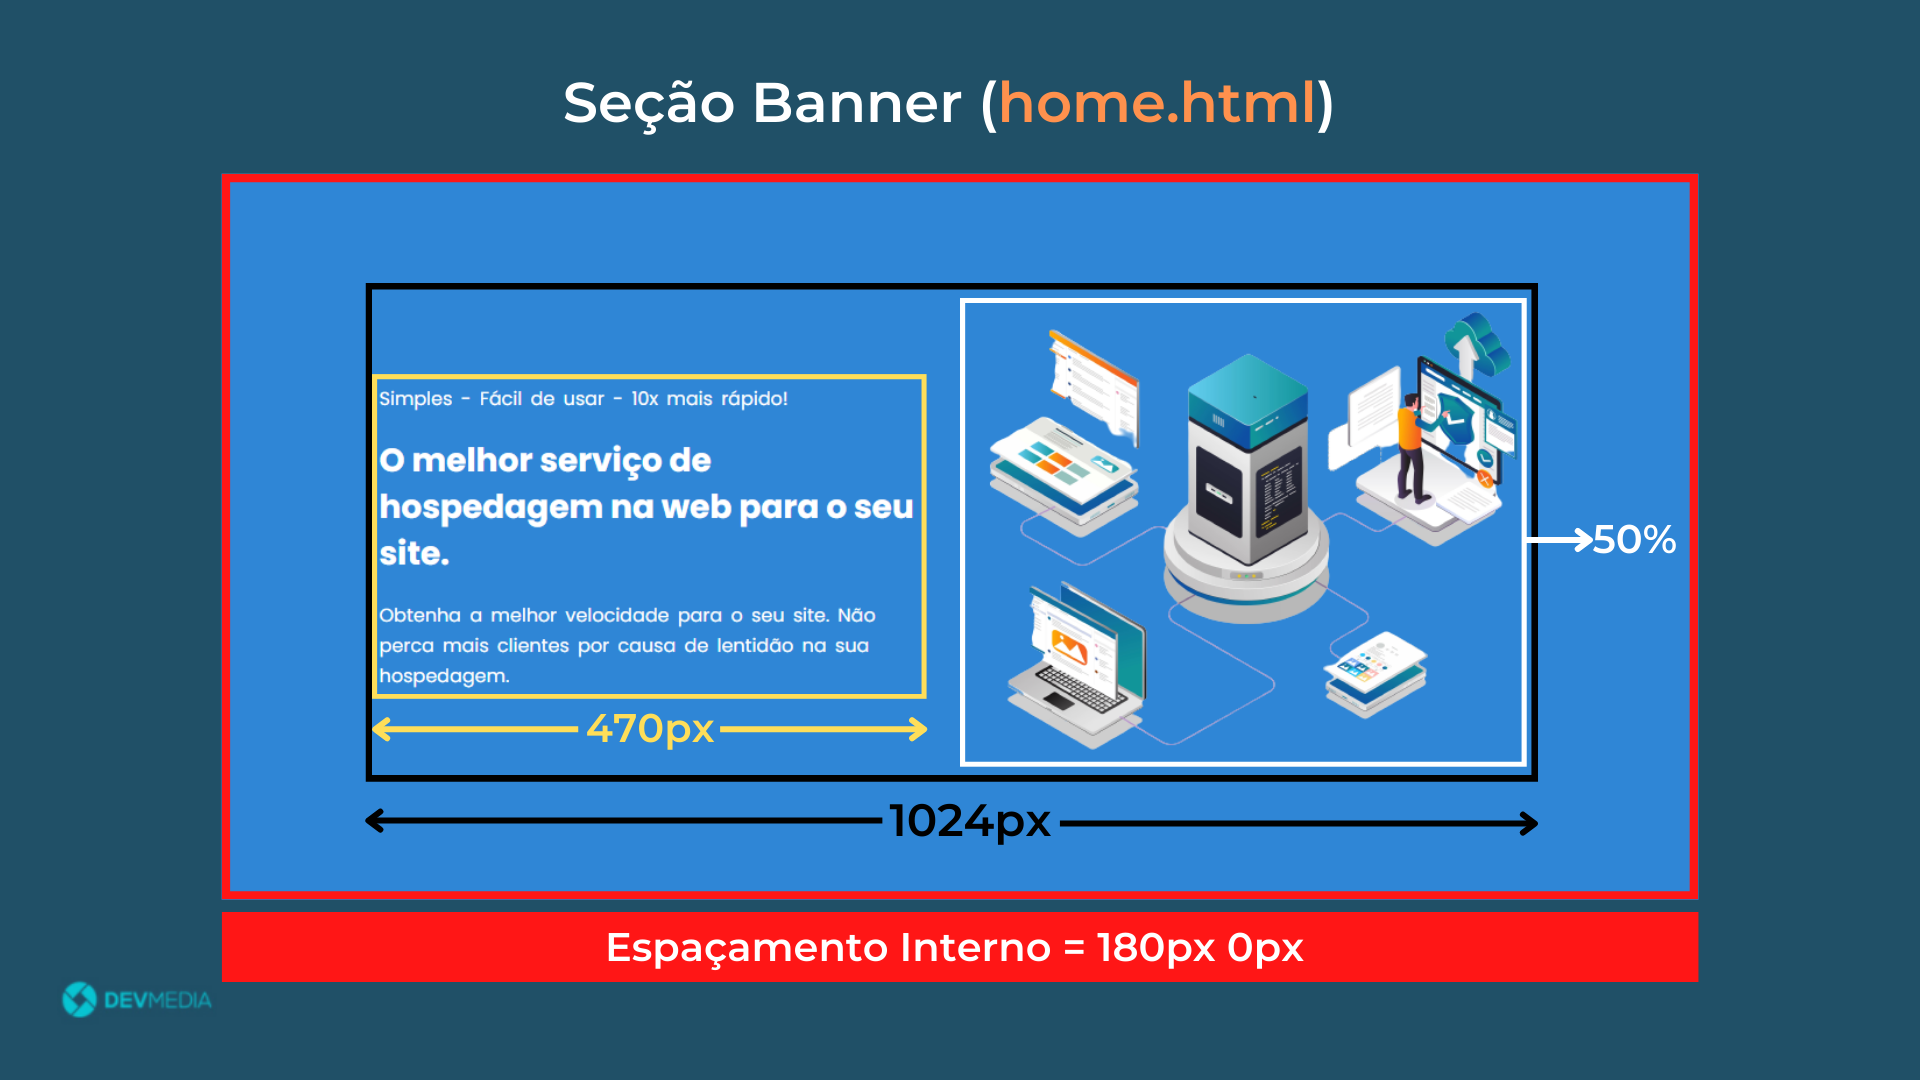 Seção Banner (home.html)
Simples - Fácil de usar - 10x mais rápido!
O melhor serviço de
hospedagem na web para o seu
site.
Obtenha a melhor velocidade para o seu site. Não
perca mais clientes por causa de lentidão na sua
hospedagem.
470px
50%
1024px
Espaçamento Interno = 180px 0px
DEVMEDIA